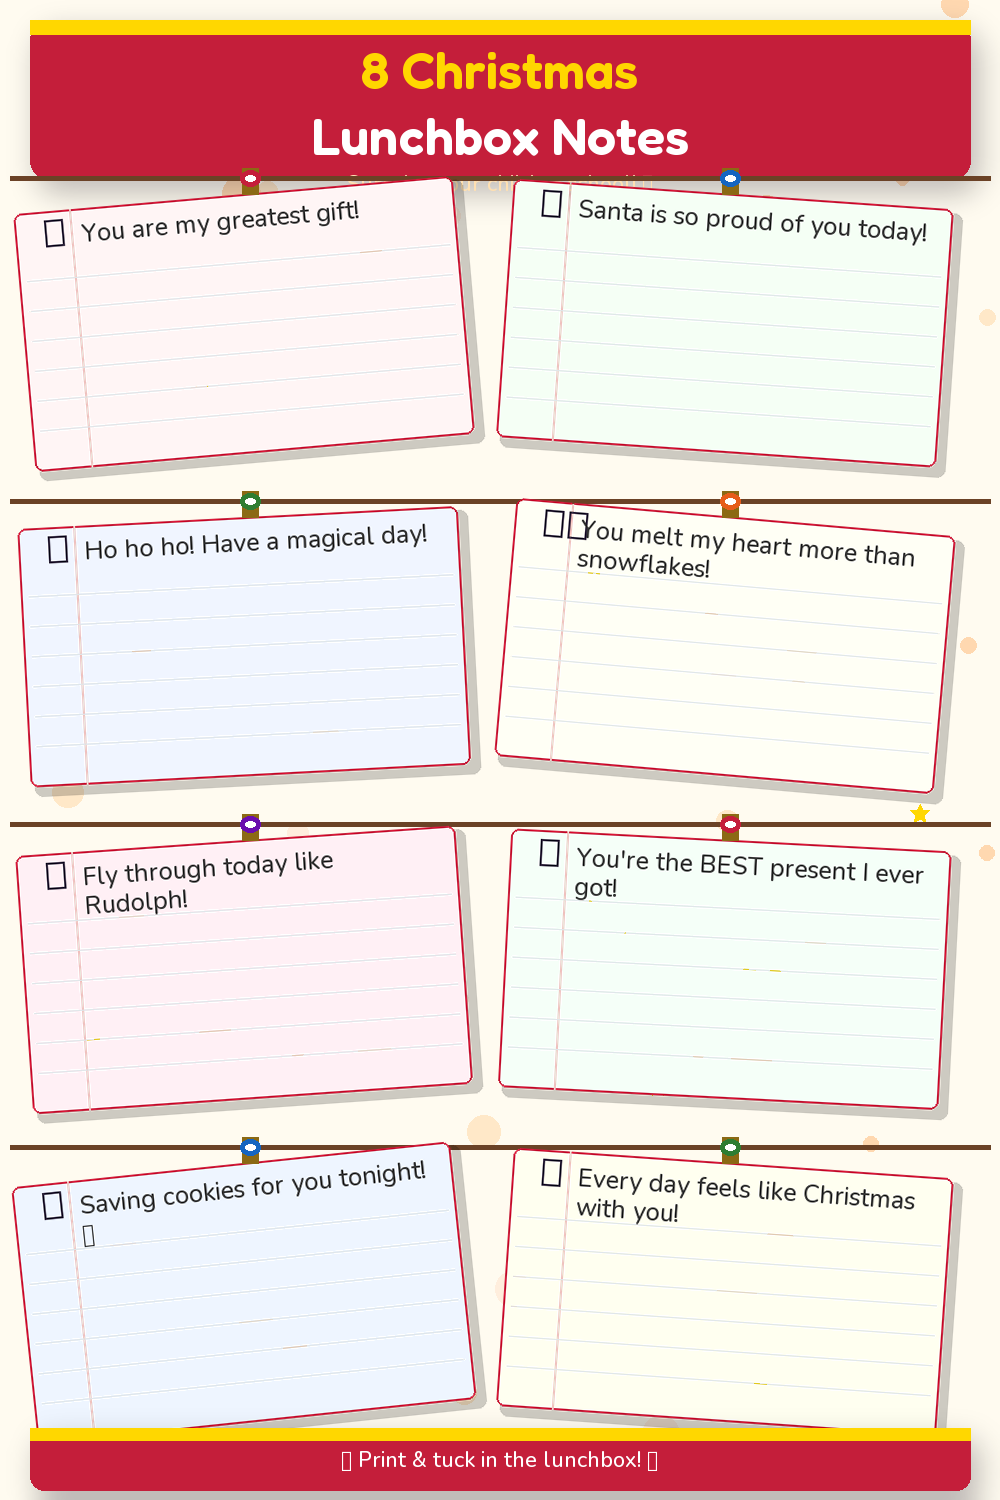 8 Christmas
Lunchbox Notes
You are my greatest gift!
Santa is so proud of you today!
Ho ho ho! Have a magical day!
You melt my heart more than
snowflakes!
Fly through today like
Rudolph!
You're the BEST present I ever
got!
Saving cookies for you tonight!
Every day feels like Christmas
with you!
Print & tuck in the lunchbox!